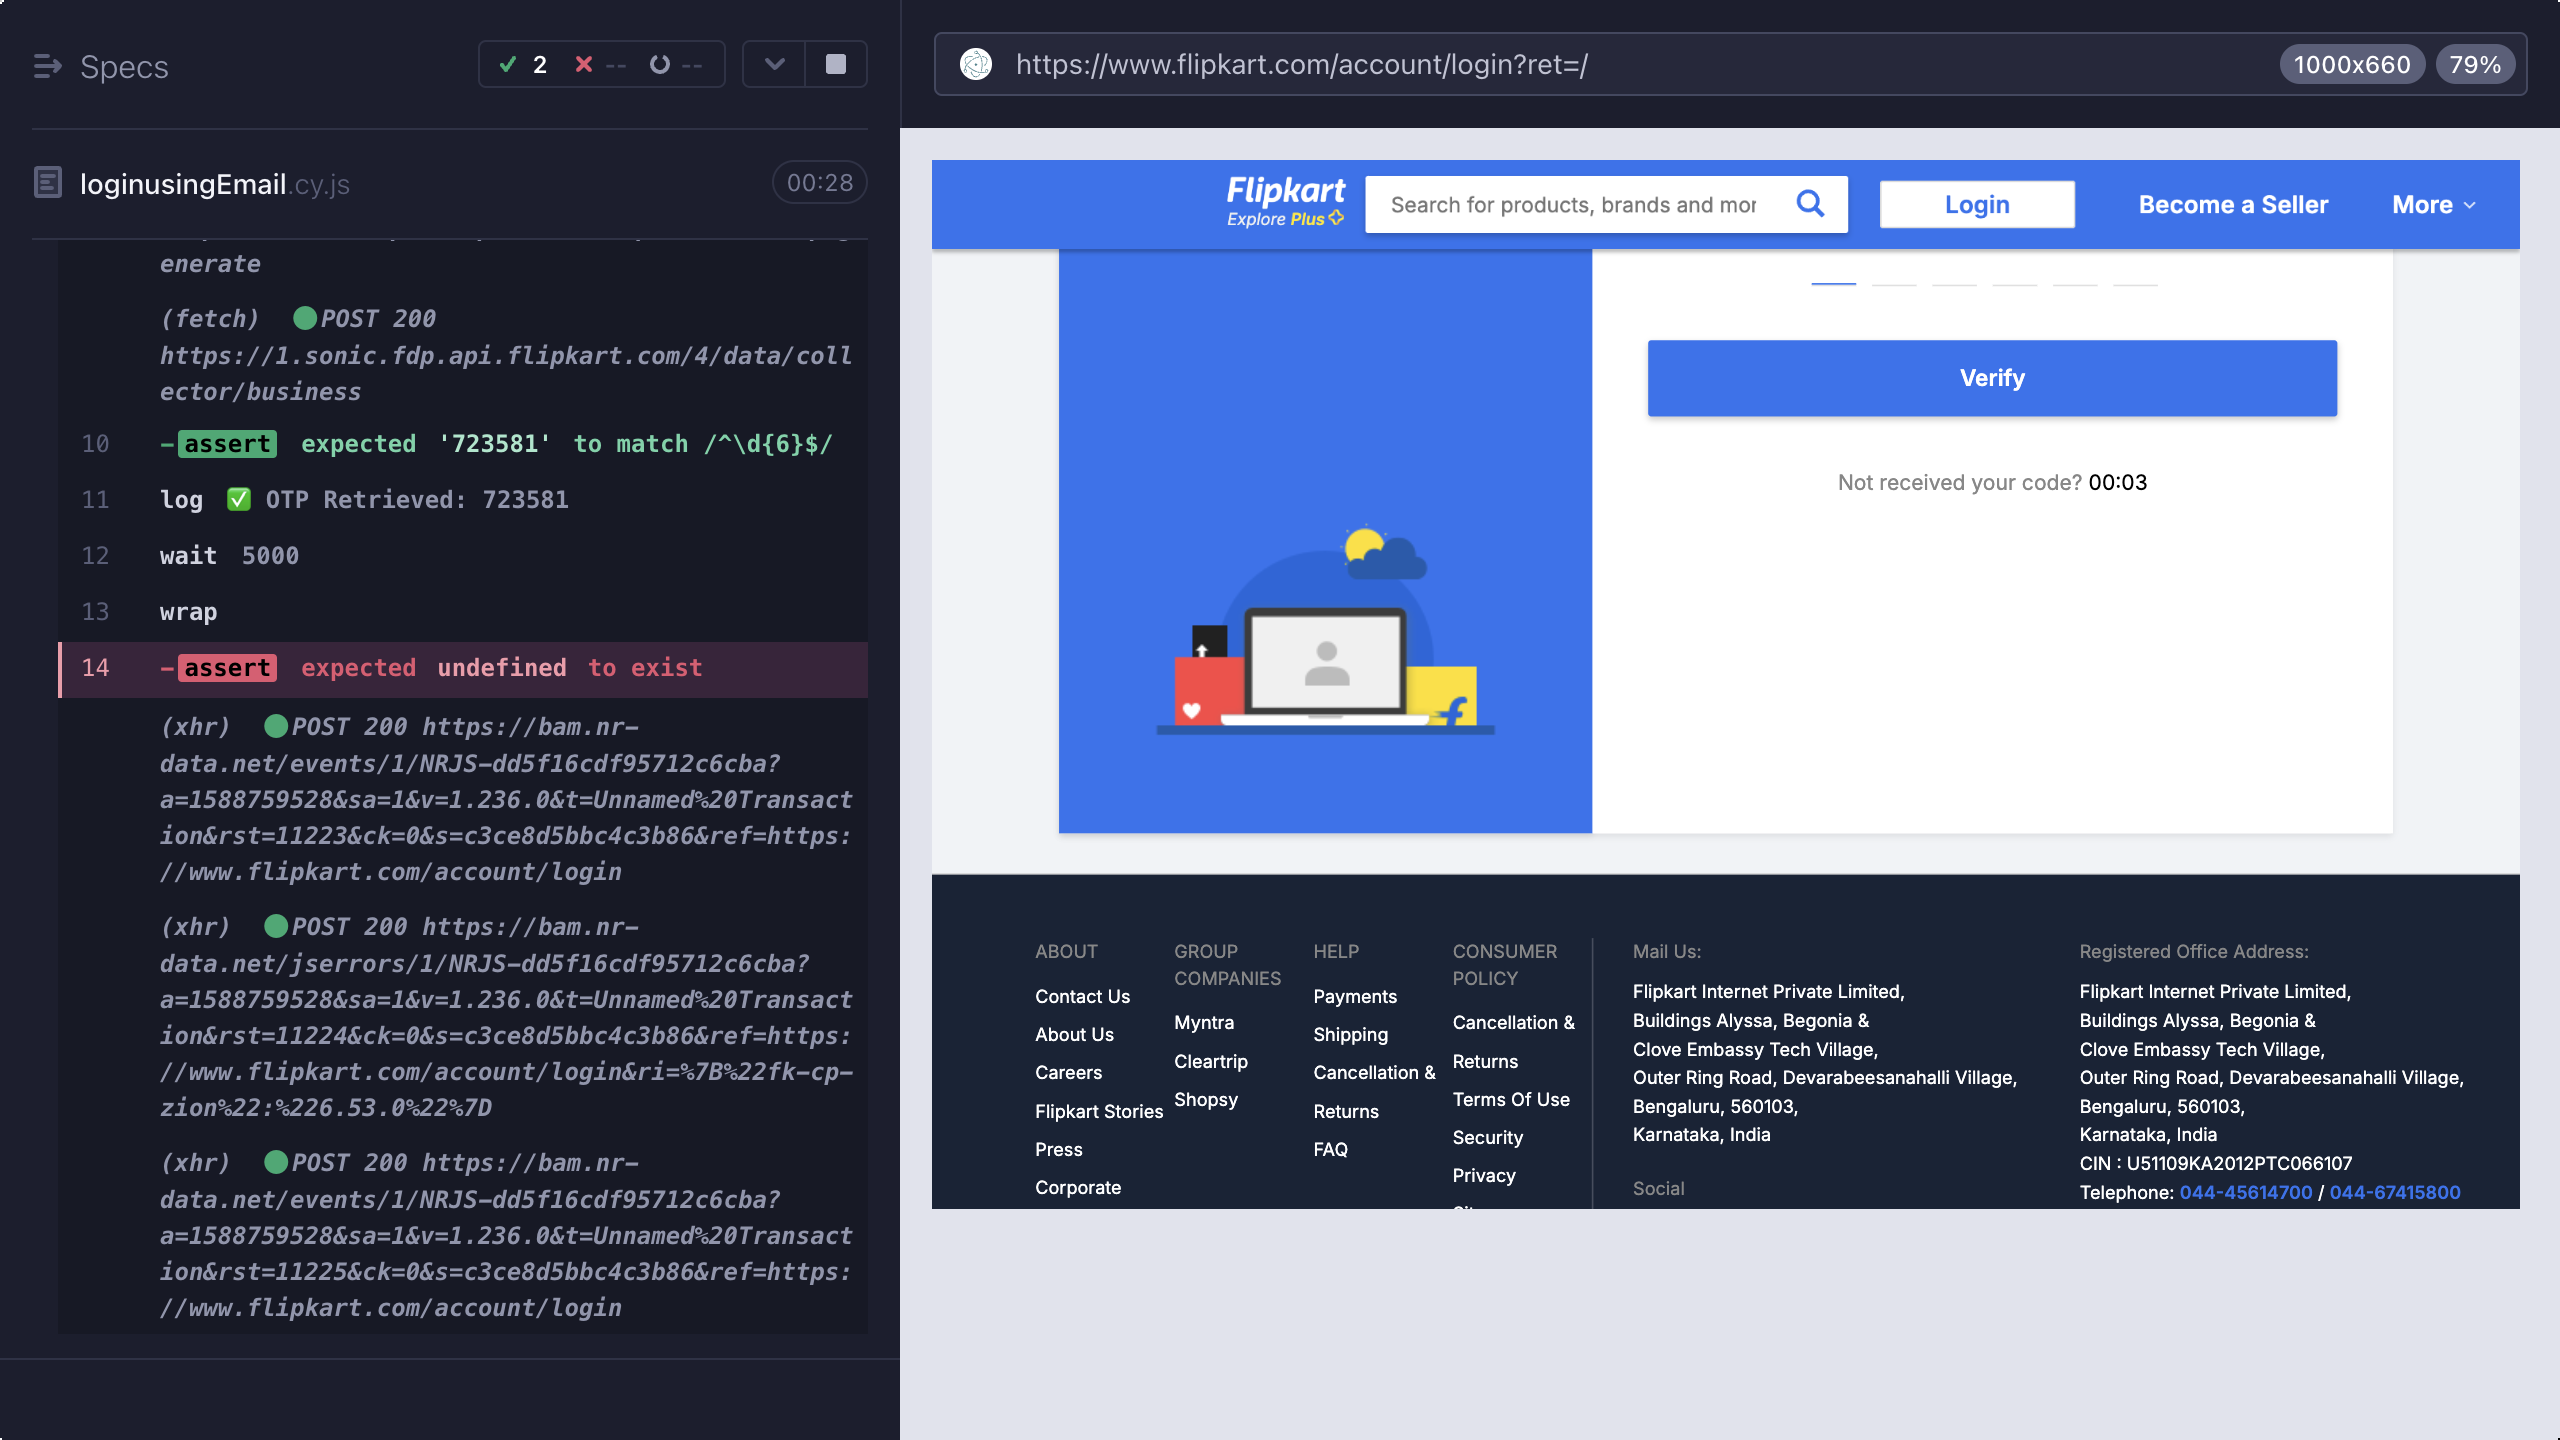 Specs
2
--
--
loginusingEmail.cy.js
00:28
enerate
(fetch) POST 200
https://1.sonic.fdp.api.flipkart.com/4/data/coll
ector/business
10 -assert expected '723581' to match /^\d{6}$/
11 log ✅ OTP Retrieved: 723581
12 wait 5000
13 wrap
14 -assert expected undefined to exist
(xhr) POST 200 https://bam.nr-
data.net/events/1/NRJS-dd5f16cdf95712c6cba?
a=1588759528&sa=1&v=1.236.0&t=Unnamed%20Transact
ion&rst=11223&ck=0&s=c3ce8d5bbc4c3b86&ref=https:
//www.flipkart.com/account/login
(xhr) POST 200 https://bam.nr-
data.net/jserrors/1/NRJS-dd5f16cdf95712c6cba?
a=1588759528&sa=1&v=1.236.0&t=Unnamed%20Transact
ion&rst=11224&ck=0&s=c3ce8d5bbc4c3b86&ref=https:
//www.flipkart.com/account/login&ri=%7B%22fk-cp-
zion%22:%226.53.0%22%7D
(xhr) POST 200 https://bam.nr-
data.net/events/1/NRJS-dd5f16cdf95712c6cba?
a=1588759528&sa=1&v=1.236.0&t=Unnamed%20Transact
ion&rst=11225&ck=0&s=c3ce8d5bbc4c3b86&ref=https:
//www.flipkart.com/account/login
https://www.flipkart.com/account/login?ret=/
1000x660
79%
Flipkart
Explore Plus
Search for products, brands and mor
Login
Become a Seller
More
Verify
Not received your code? 00:03
ABOUT
Contact Us
About Us
Careers
Flipkart Stories
Press
Corporate
GROUP
COMPANIES
Myntra
Cleartrip
Shopsy
HELP
Payments
Shipping
Cancellation &
Returns
FAQ
CONSUMER
POLICY
Cancellation &
Returns
Terms Of Use
Security
Privacy
Mail Us:
Flipkart Internet Private Limited,
Buildings Alyssa, Begonia &
Clove Embassy Tech Village,
Outer Ring Road, Devarabeesanahalli Village,
Bengaluru, 560103,
Karnataka, India
Social
Registered Office Address:
Flipkart Internet Private Limited,
Buildings Alyssa, Begonia &
Clove Embassy Tech Village,
Outer Ring Road, Devarabeesanahalli Village,
Bengaluru, 560103,
Karnataka, India
CIN : U51109KA2012PTC066107
Telephone: 044-45614700 / 044-67415800